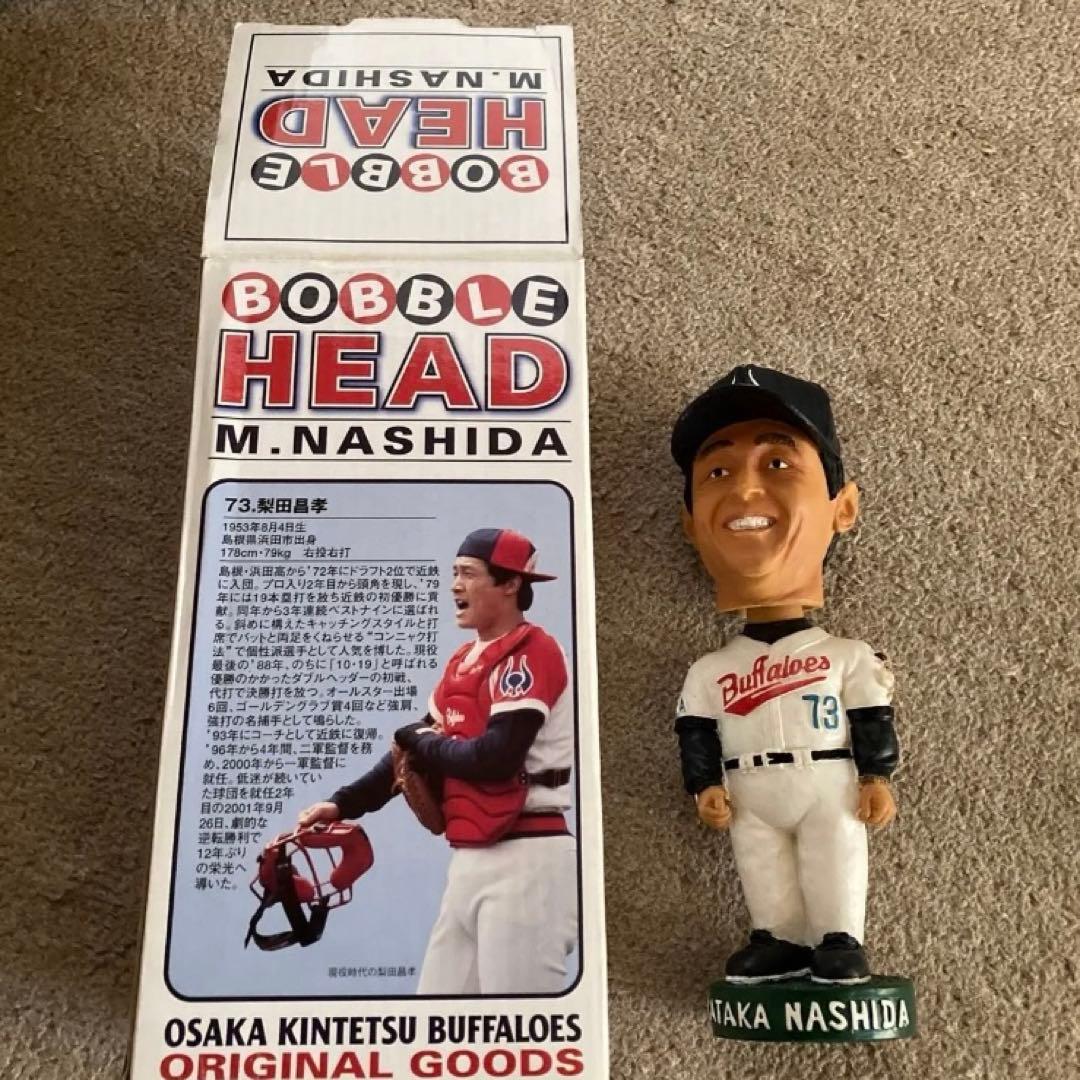 M.NASHIDA
HEAD
BOBBLE
BOBBLE
HEAD
M.NASHIDA
73.梨田昌孝
1953年8月4日生
島根県浜田市出身
178cm・79kg 右投右打
島根・浜田高から'72年にドラフト2位で近鉄
に入団。プロ入り2年目から頭角を現し、'79
年には19本塁打を放ち近鉄の初優勝に貢
献。同年から3年連続ベストナインに選ばれ
る。斜めに構えたキャッチングスタイルと打
席でバットと両足をくねらせる"コンニャク打
法"で個性派選手として人気を博した。現役
最後の'88年、のちに「10・19」と呼ばれる
優勝のかかったダブルヘッダーの初戦、
代打で決勝打を放つ。オールスター出場
6回、ゴールデングラブ賞4回など強肩、
強打の名捕手として鳴らした。
'93年にコーチとして近鉄に復帰。
'96年から4年間、二軍監督を務
め、2000年から一軍監督に
就任。低迷が続いてい
た球団を就任2年
目の2001年9月
26日、劇的な
逆転勝利で
12年ぶり
の栄光へ
導いた。
現役時代の梨田昌孝
OSAKA KINTETSU BUFFALOES
ORIGINAL GOODS
Buffaloes
73
ATAKA NASHIDA